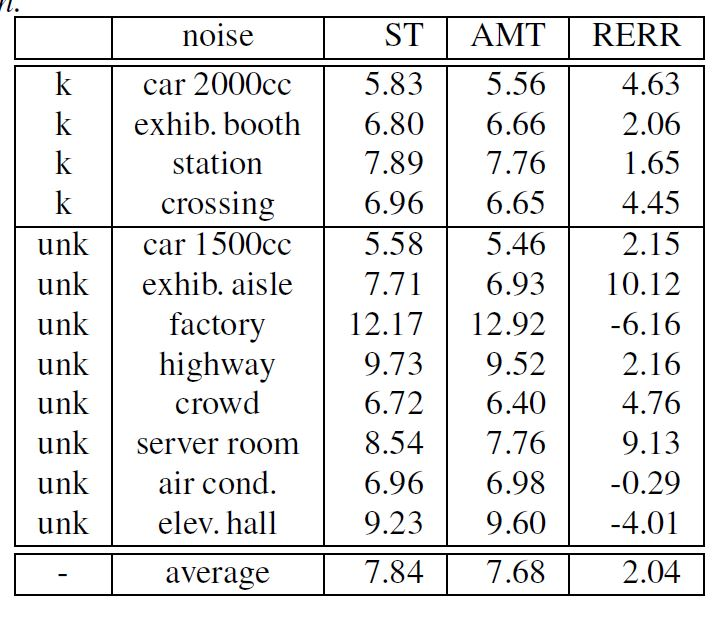 n.
noise ST AMT RERR
k car 2000cc 5.83 5.56 4.63
k exhib. booth 6.80 6.66 2.06
k station 7.89 7.76 1.65
k crossing 6.96 6.65 4.45
unk car 1500cc 5.58 5.46 2.15
unk exhib. aisle 7.71 6.93 10.12
unk factory 12.17 12.92 -6.16
unk highway 9.73 9.52 2.16
unk crowd 6.72 6.40 4.76
unk server room 8.54 7.76 9.13
unk air cond. 6.96 6.98 -0.29
unk elev. hall 9.23 9.60 -4.01
- average 7.84 7.68 2.04